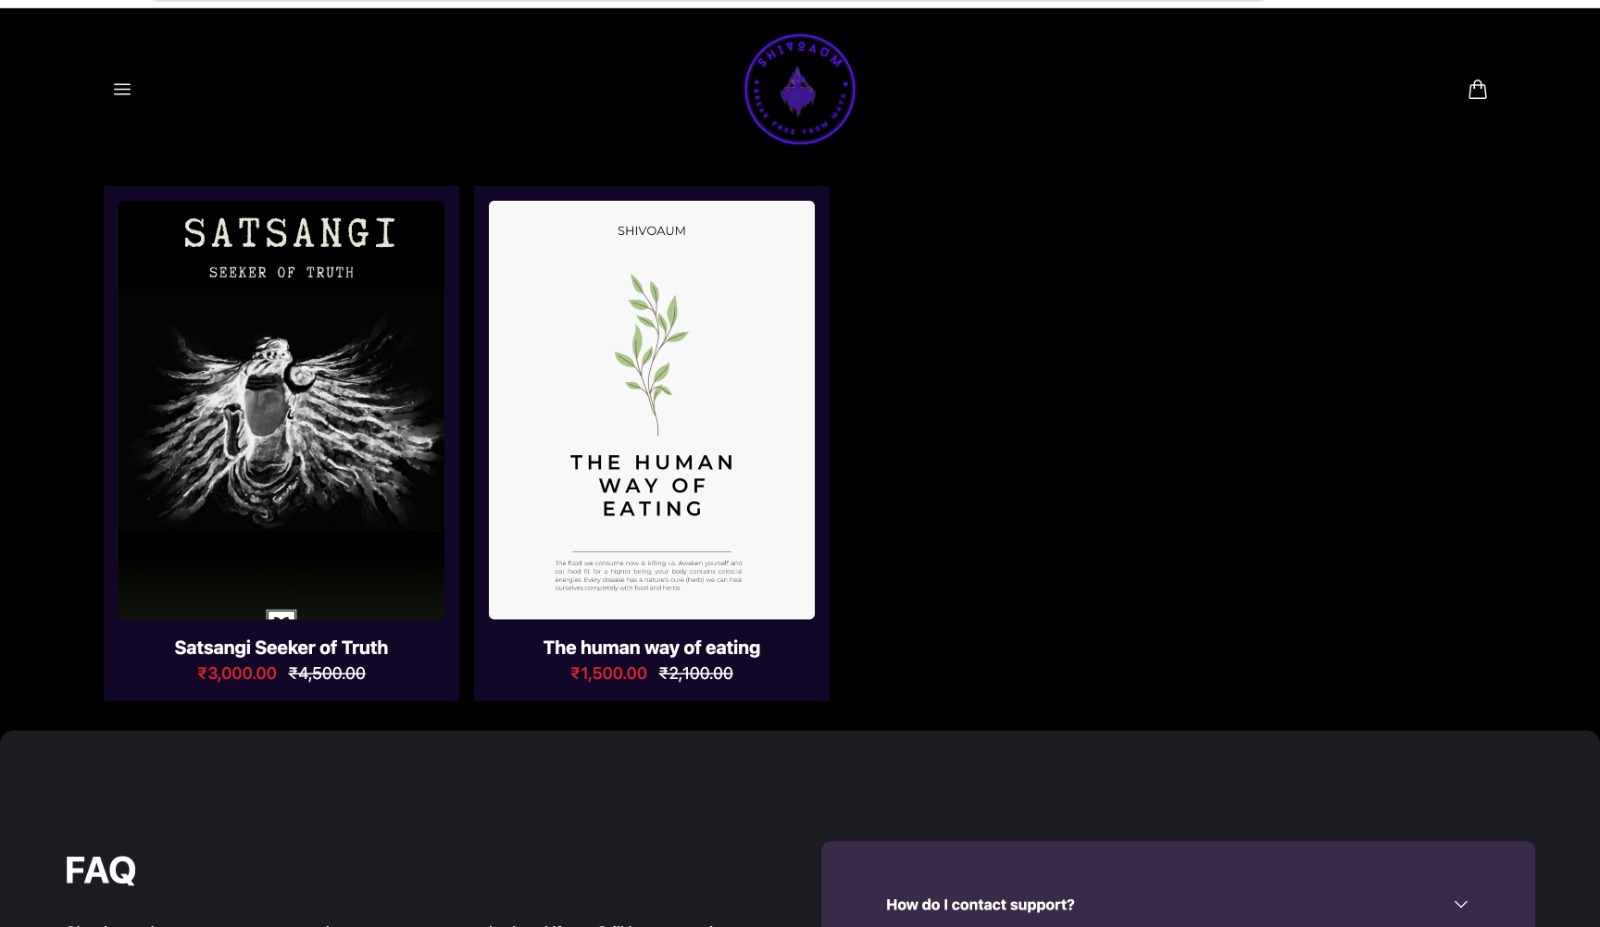 SHIVOAUM
BREAK FREE FROM MAYA
SATSANGI
SEEKER OF TRUTH
Satsangi Seeker of Truth
₹3,000.00 ₹4,500.00
SHIVOAUM
THE HUMAN
WAY OF
EATING
The food we consume now is killing us. Awaken yourself and
eat food fit for a higher being, your body contains celestial
energies. Every disease has a nature's cure (herb) we can heal
ourselves completely with food and herbs.
The human way of eating
₹1,500.00 ₹2,100.00
FAQ
How do I contact support?